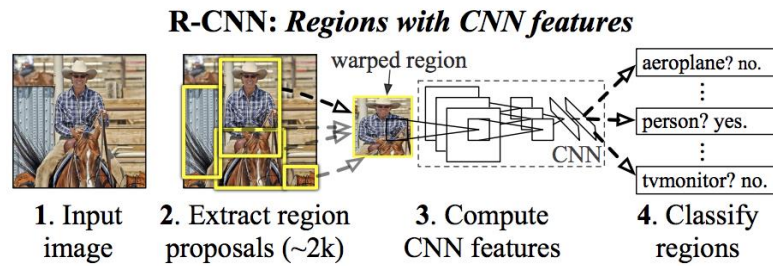 R-CNN: Regions with CNN features
warped region
aeroplane? no.
person? yes.
tvmonitor? no.
CNN
1. Input image
2. Extract region proposals (~2k)
3. Compute CNN features
4. Classify regions